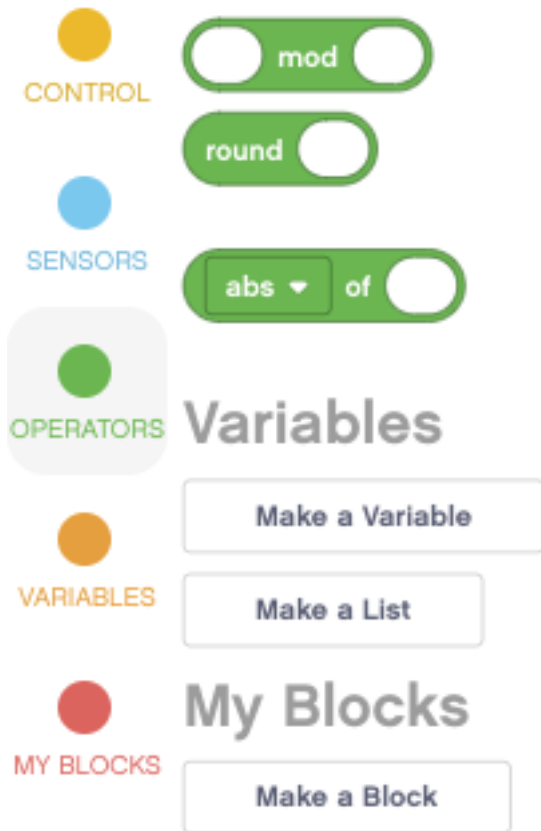 CONTROL
SENSORS
OPERATORS
VARIABLES
MY BLOCKS
mod
round
abs of
Variables
Make a Variable
Make a List
My Blocks
Make a Block